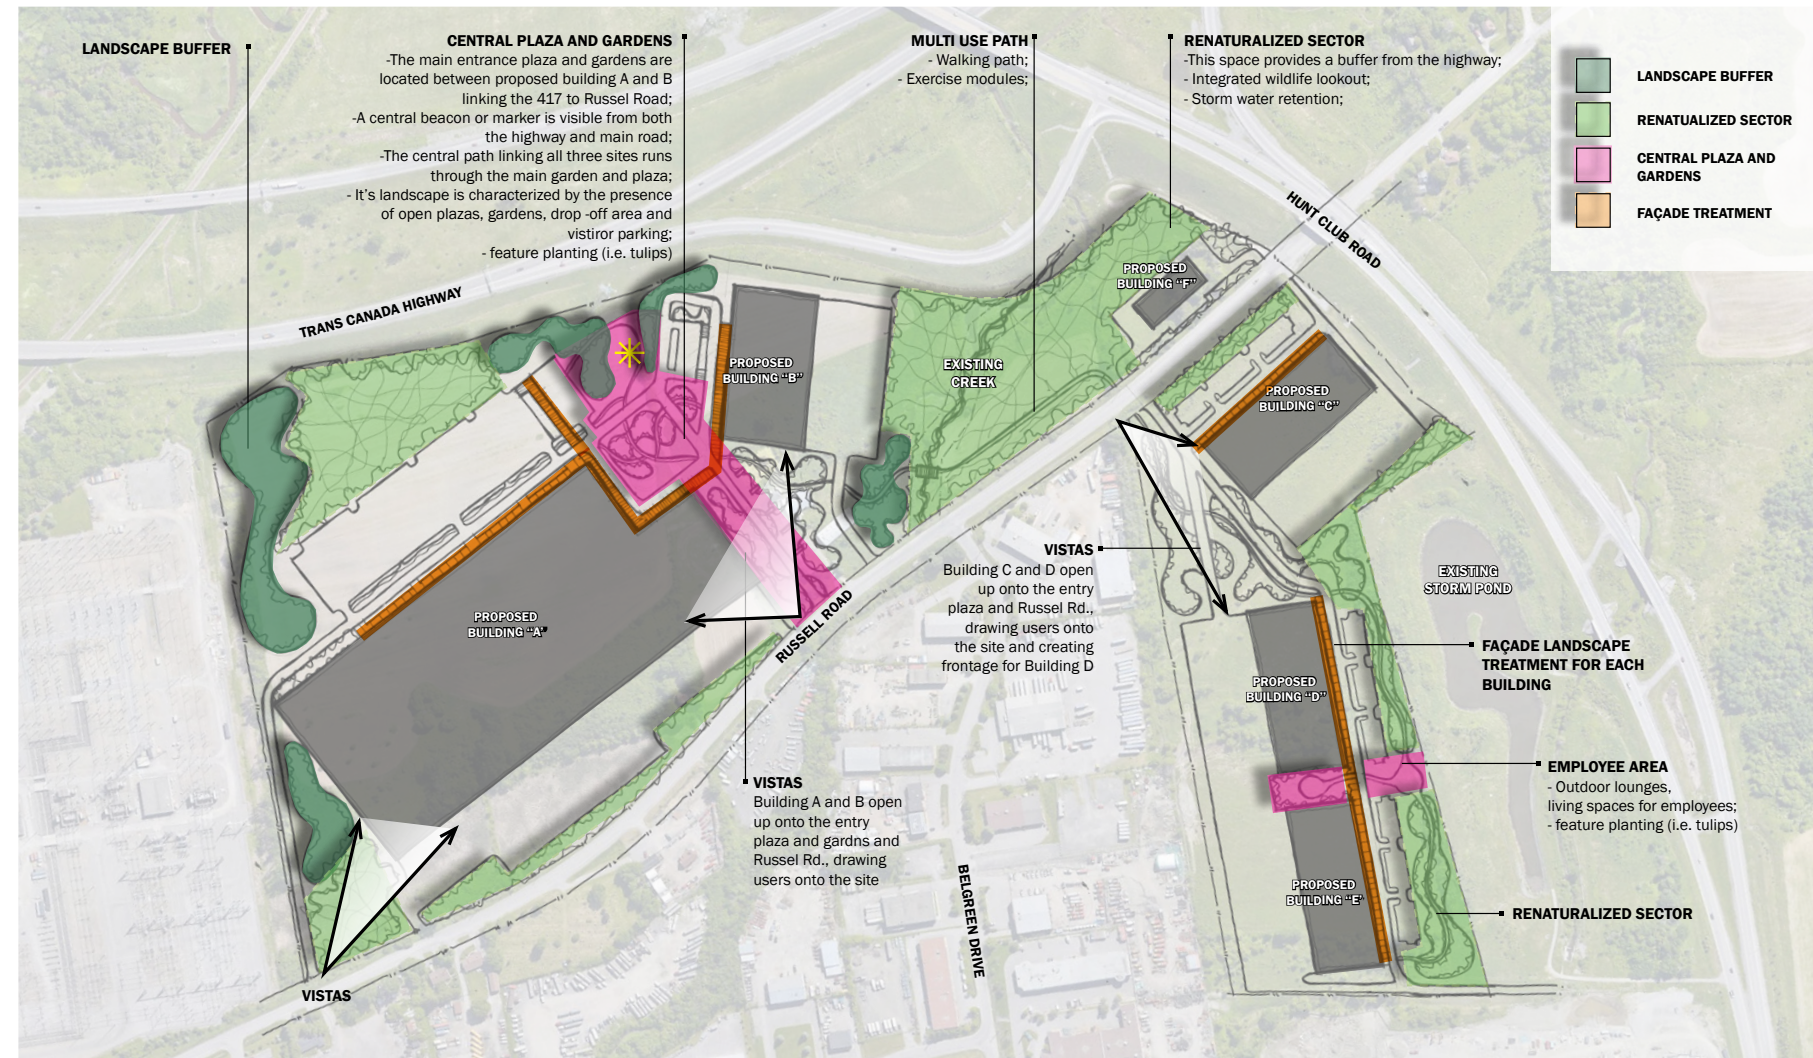 LANDSCAPE BUFFER
CENTRAL PLAZA AND GARDENS
-The main entrance plaza and gardens are
located between proposed building A and B
linking the 417 to Russel Road;
-A central beacon or marker is visible from both
the highway and main road;
-The central path linking all three sites runs
through the main garden and plaza;
- It's landscape is characterized by the presence
of open plazas, gardens, drop -off area and
vistiror parking;
- feature planting (i.e. tulips)
MULTI USE PATH
- Walking path;
- Exercise modules;
RENATURALIZED SECTOR
-This space provides a buffer from the highway;
- Integrated wildlife lookout;
- Storm water retention;
LANDSCAPE BUFFER
RENATUALIZED SECTOR
CENTRAL PLAZA AND
GARDENS
FAÇADE TREATMENT
HUNT CLUB ROAD
TRANS CANADA HIGHWAY
PROPOSED
BUILDING "F"
PROPOSED
BUILDING "B"
EXISTING
CREEK
PROPOSED
BUILDING "C"
VISTAS
Building C and D open
up onto the entry
plaza and Russel Rd.,
drawing users onto
the site and creating
frontage for Building D
EXISTING
STORM POND
PROPOSED
BUILDING "A"
RUSSELL ROAD
FAÇADE LANDSCAPE
TREATMENT FOR EACH
BUILDING
PROPOSED
BUILDING "D"
EMPLOYEE AREA
- Outdoor lounges,
living spaces for employees;
- feature planting (i.e. tulips)
VISTAS
Building A and B open
up onto the entry
plaza and gardns and
Russel Rd., drawing
users onto the site
BELGREEN DRIVE
PROPOSED
BUILDING "E"
RENATURALIZED SECTOR
VISTAS